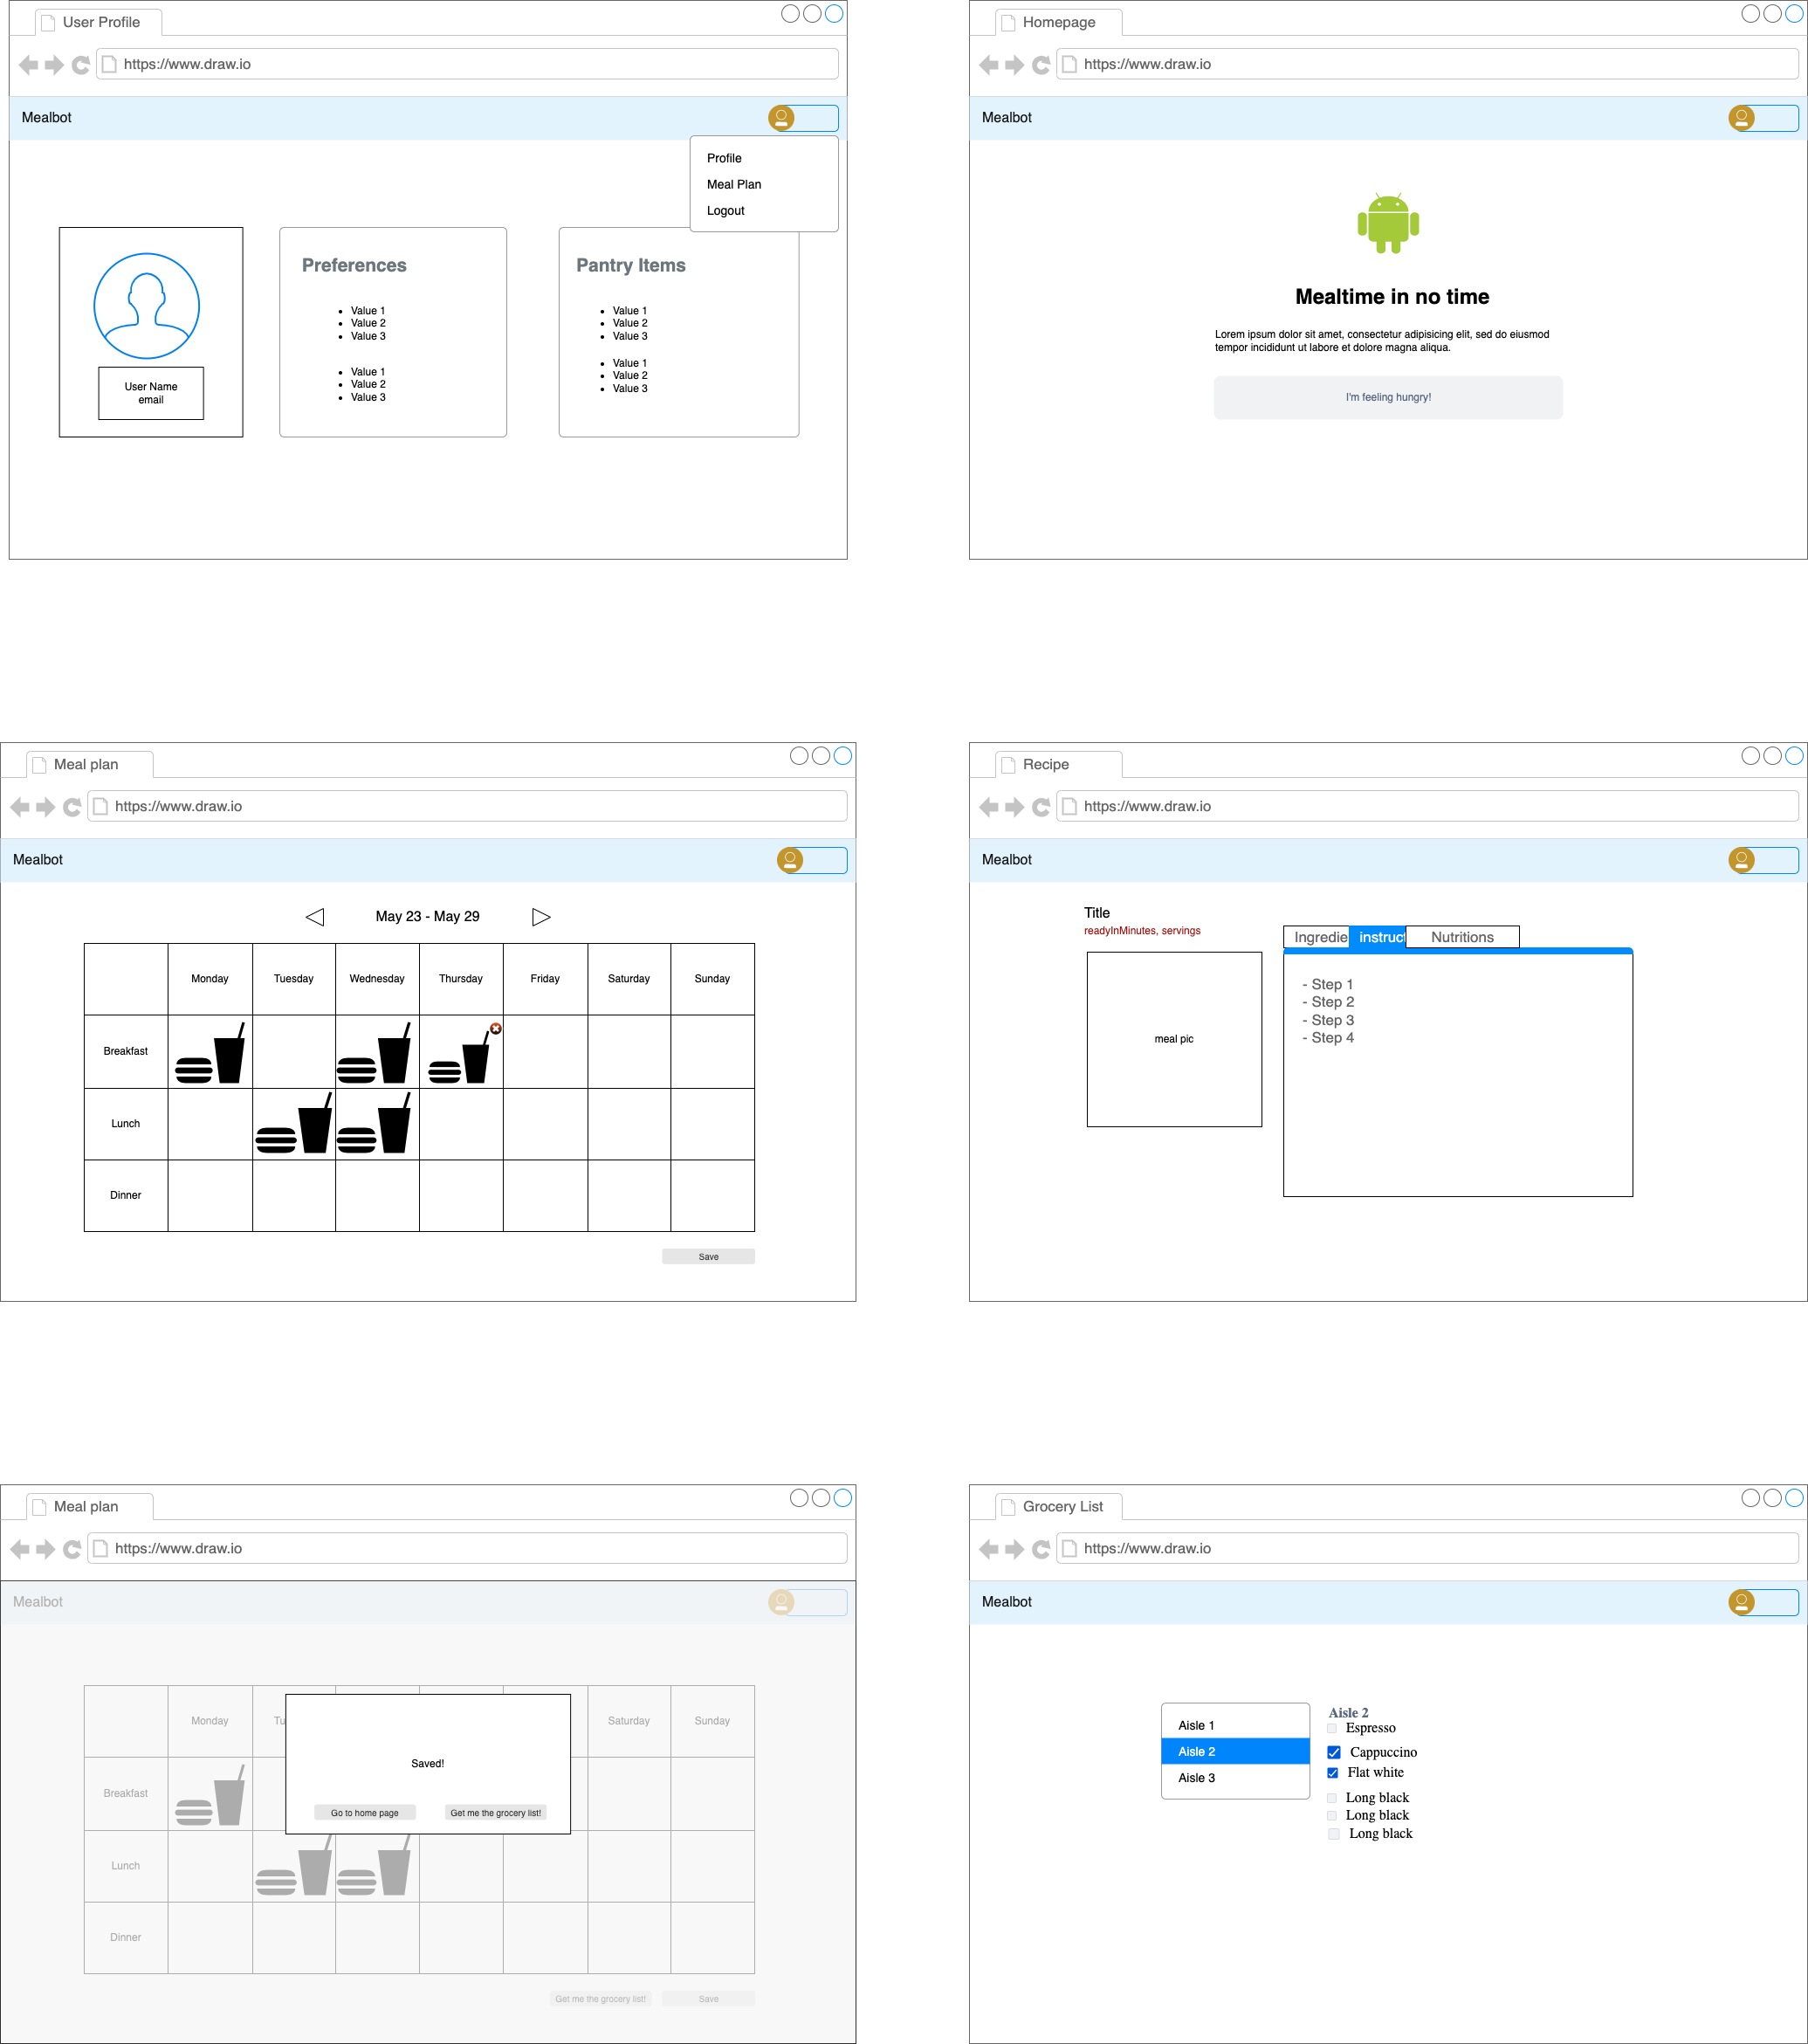 User Profile
https://www.draw.io
Mealbot
Profile
Meal Plan
Logout
User Name
email
Preferences
Value 1
Value 2
Value 3
Value 1
Value 2
Value 3
Pantry Items
Value 1
Value 2
Value 3
Value 1
Value 2
Value 3
Homepage
https://www.draw.io
Mealbot
Mealtime in no time
Lorem ipsum dolor sit amet, consectetur adipisicing elit, sed do eiusmod
tempor incididunt ut labore et dolore magna aliqua.
I'm feeling hungry!
Meal plan
https://www.draw.io
Mealbot
May 23 - May 29
Monday Tuesday Wednesday Thursday Friday Saturday Sunday
Breakfast
Lunch
Dinner
Save
Recipe
https://www.draw.io
Mealbot
Title
readyInMinutes, servings
meal pic
Ingredie instruct Nutritions
- Step 1
- Step 2
- Step 3
- Step 4
Meal plan
https://www.draw.io
Mealbot
Monday Tu Saturday Sunday
Breakfast
Lunch
Dinner
Saved!
Go to home page Get me the grocery list!
Get me the grocery list! Save
Grocery List
https://www.draw.io
Mealbot
Aisle 1
Aisle 2
Aisle 3
Aisle 2
Espresso
Cappuccino
Flat white
Long black
Long black
Long black